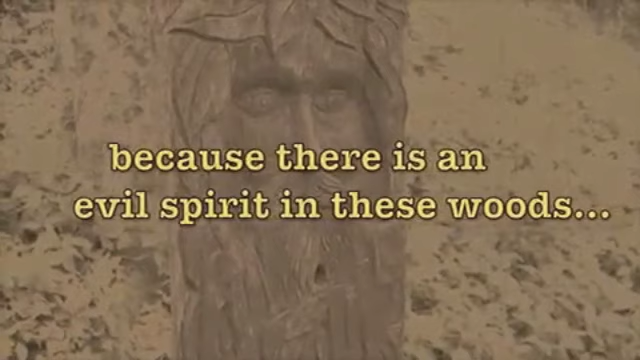 because there is an
evil spirit in these woods...